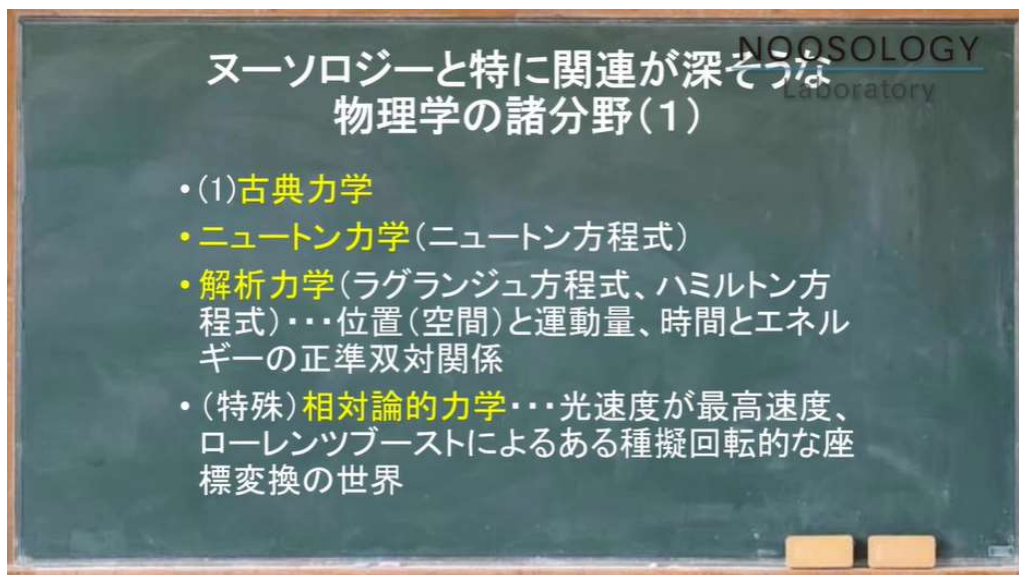 NOOSOLOGY
Laboratory
ヌーソロジーと特に関連が深そうな
物理学の諸分野(1)
• (1)古典力学
• ニュートン力学(ニュートン方程式)
• 解析力学(ラグランジュ方程式、ハミルトン方
程式)・・・位置(空間)と運動量、時間とエネル
ギーの正準双対関係
• (特殊)相対論的力学・・・光速度が最高速度、
ローレンツブーストによるある種擬回転的な座
標変換の世界